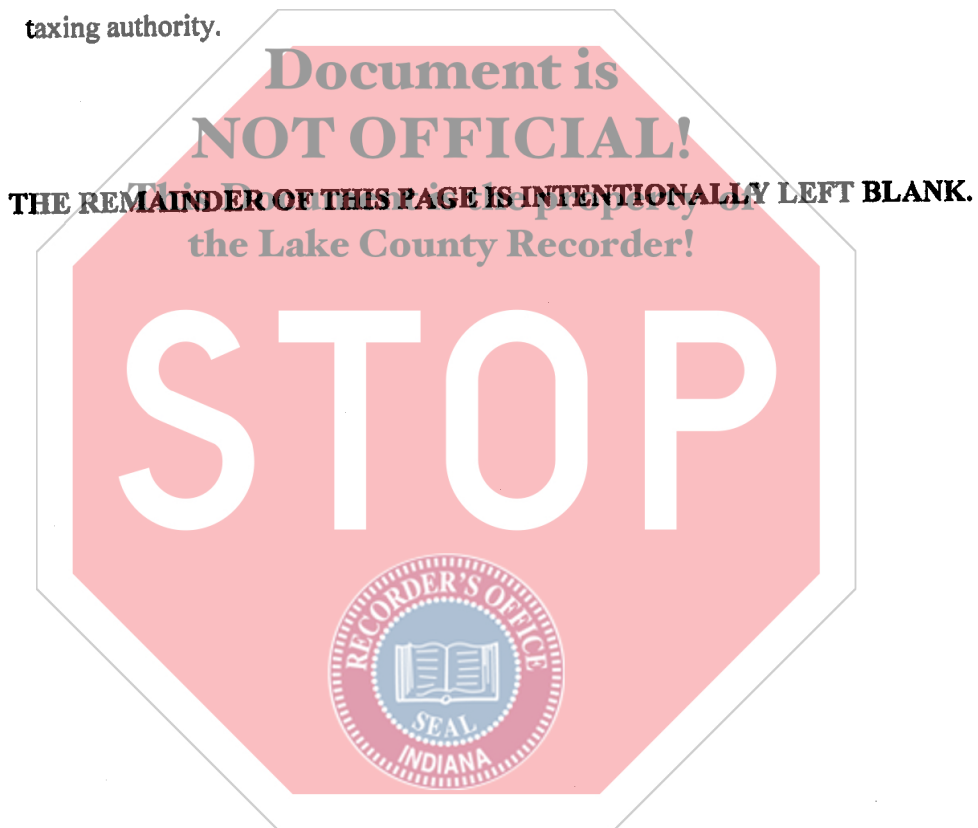 taxing authority.
Document is
NOT OFFICIAL!
THE REMAINDER OF THIS PAGE IS INTENTIONALLY LEFT BLANK.
This Document is the property of
the Lake County Recorder!
STOP
RECORDER'S OFFICE
SEAL
INDIANA